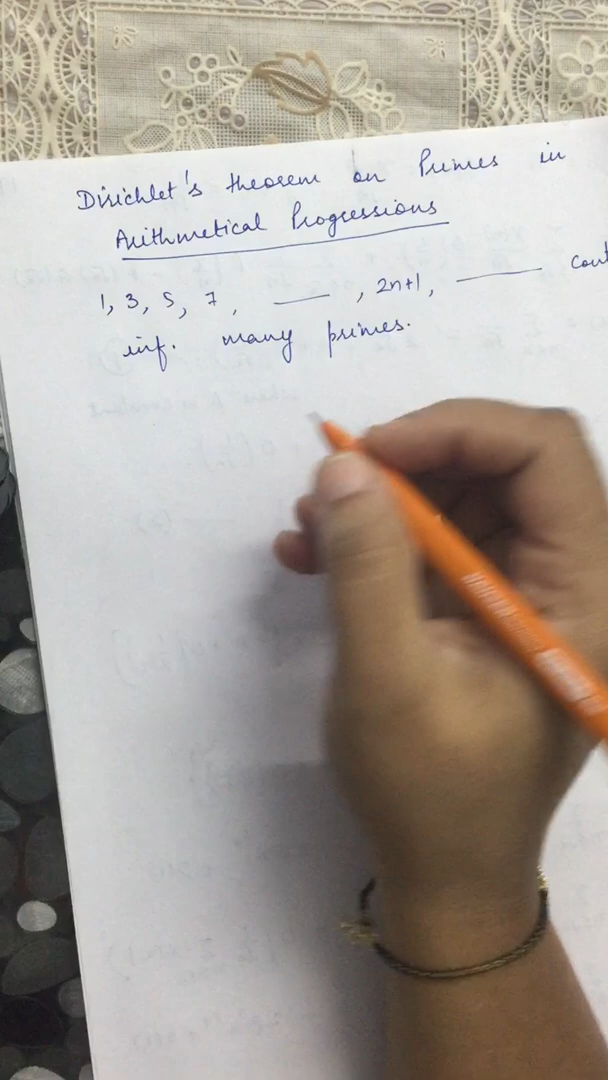 Dirichlet's theorem on Primes in
Arithmetical Progressions
1, 3, 5, 7, ___ , 2n+1, ___ cont
inf. many primes.